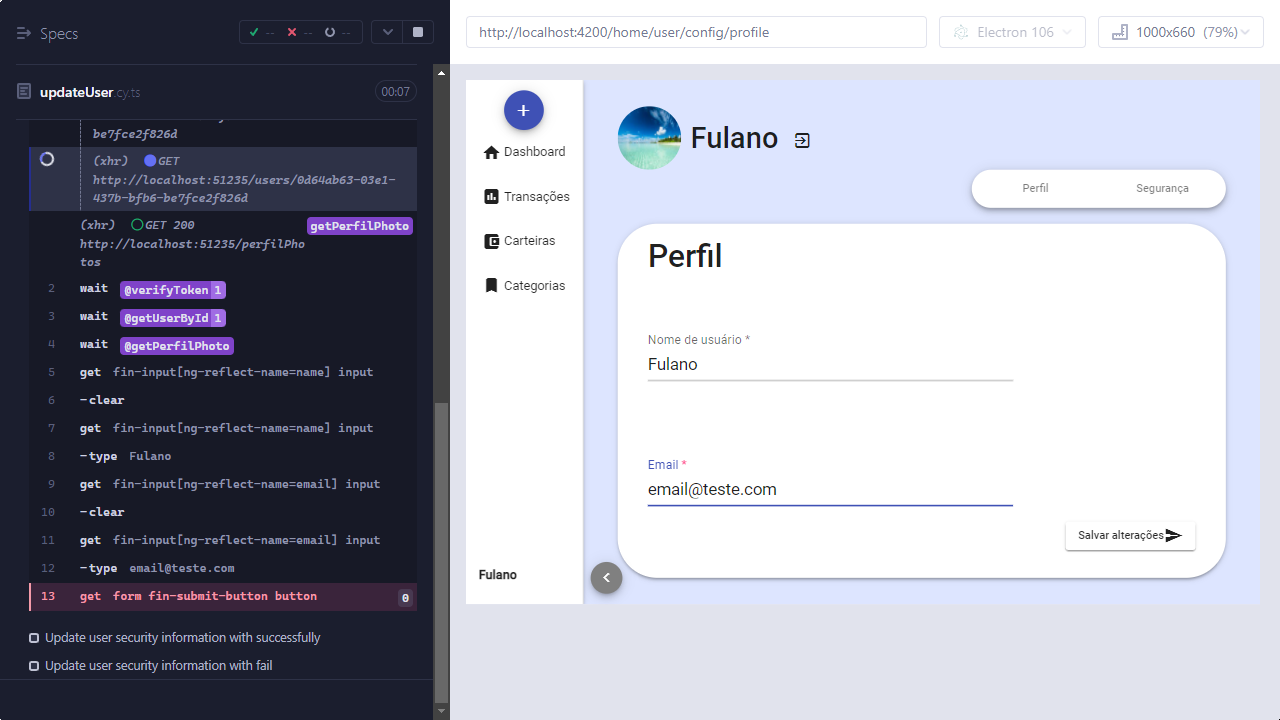 Specs
--
--
--
http://localhost:4200/home/user/config/profile
Electron 106
1000x660 (79%)
updateUser.cy.ts
00:07
be7fce2f826d
(xhr) GET
http://localhost:51235/users/0d64ab63-03e1-
437b-bfb6-be7fce2f826d
(xhr) GET 200
getPerfilPhoto
http://localhost:51235/perfilPho
tos
2 wait @verifyToken 1
3 wait @getUserById 1
4 wait @getPerfilPhoto
5 get fin-input[ng-reflect-name=name] input
6 -clear
7 get fin-input[ng-reflect-name=name] input
8 -type Fulano
9 get fin-input[ng-reflect-name=email] input
10 -clear
11 get fin-input[ng-reflect-name=email] input
12 -type email@teste.com
13 get form fin-submit-button button 0
Update user security information with successfully
Update user security information with fail
+
Dashboard
Transações
Carteiras
Categorias
Fulano
Fulano
Perfil
Segurança
Perfil
Nome de usuário *
Fulano
Email *
email@teste.com
Salvar alterações